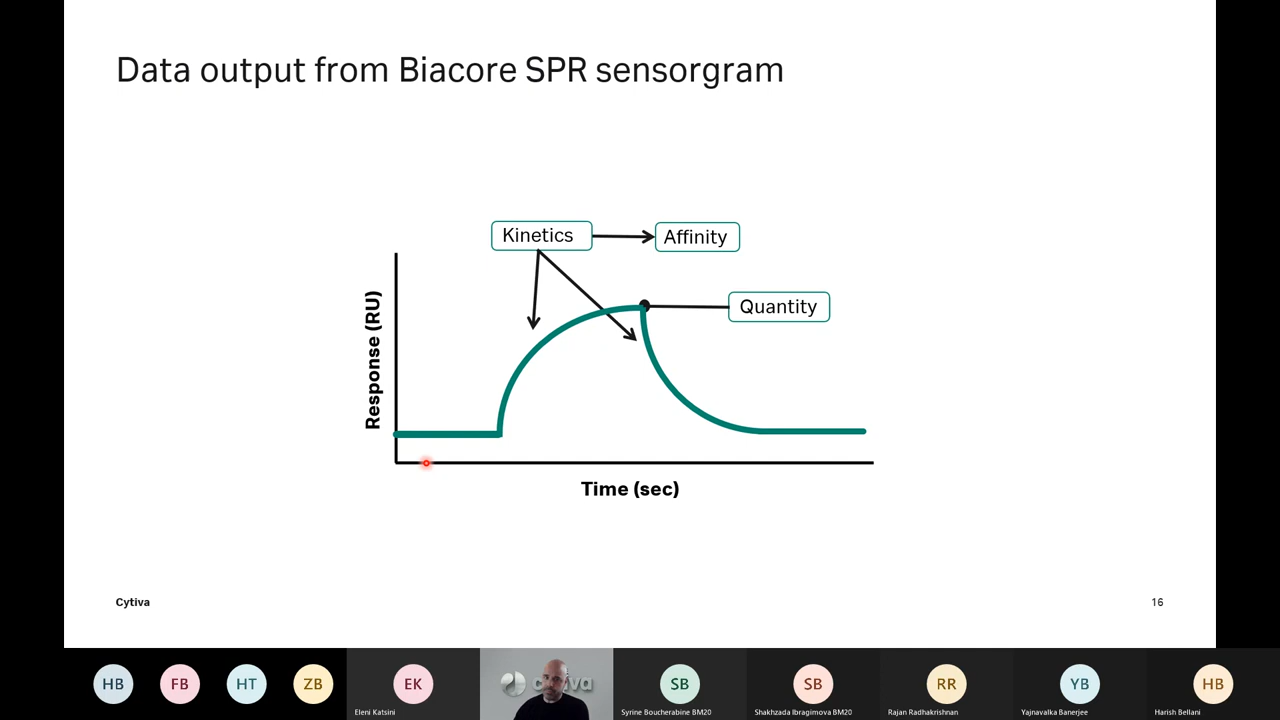 Data output from Biacore SPR sensorgram
Kinetics
Affinity
Quantity
Response (RU)
Time (sec)
Cytiva
16
HB
FB
HT
ZB
EK
SB
SB
RR
YB
HB
Eleni Katsini
Syrine Boucherabine BM20
Shakhzada Ibragimova BM20
Rajan Radhakrishnan
Yajnavalka Banerjee
Harish Bellani